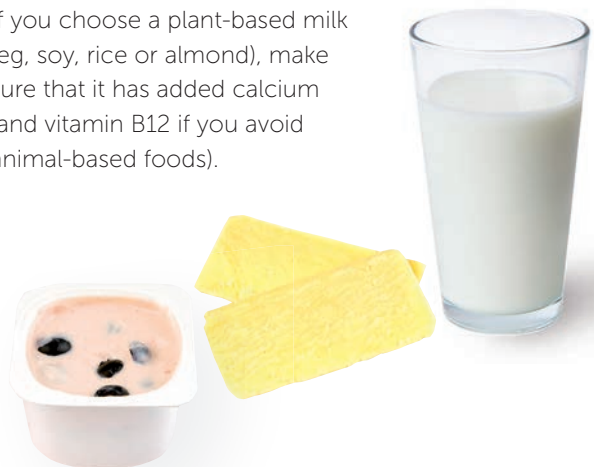 f you choose a plant-based milk
eg, soy, rice or almond), make
ure that it has added calcium
and vitamin B12 if you avoid
animal-based foods).